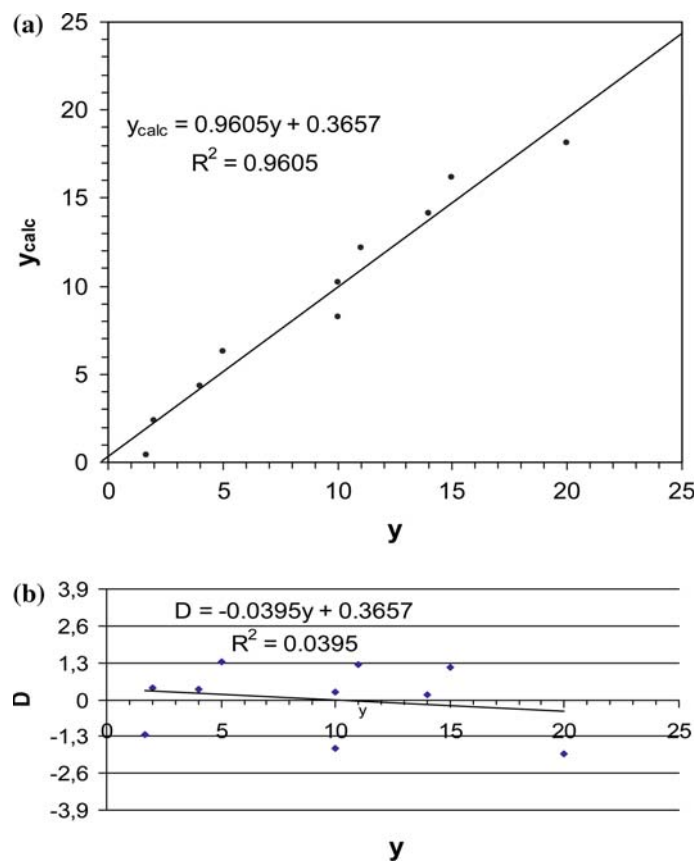 (a)
25
20
15
10
5
0
y_calc = 0.9605y + 0.3657
R² = 0.9605
y_calc
0 5 10 15 20 25
y
(b)
3,9
2,6
1,3
0
-1,3
-2,6
-3,9
D = -0.0395y + 0.3657
R² = 0.0395
D
y
0 5 10 15 20 25
y